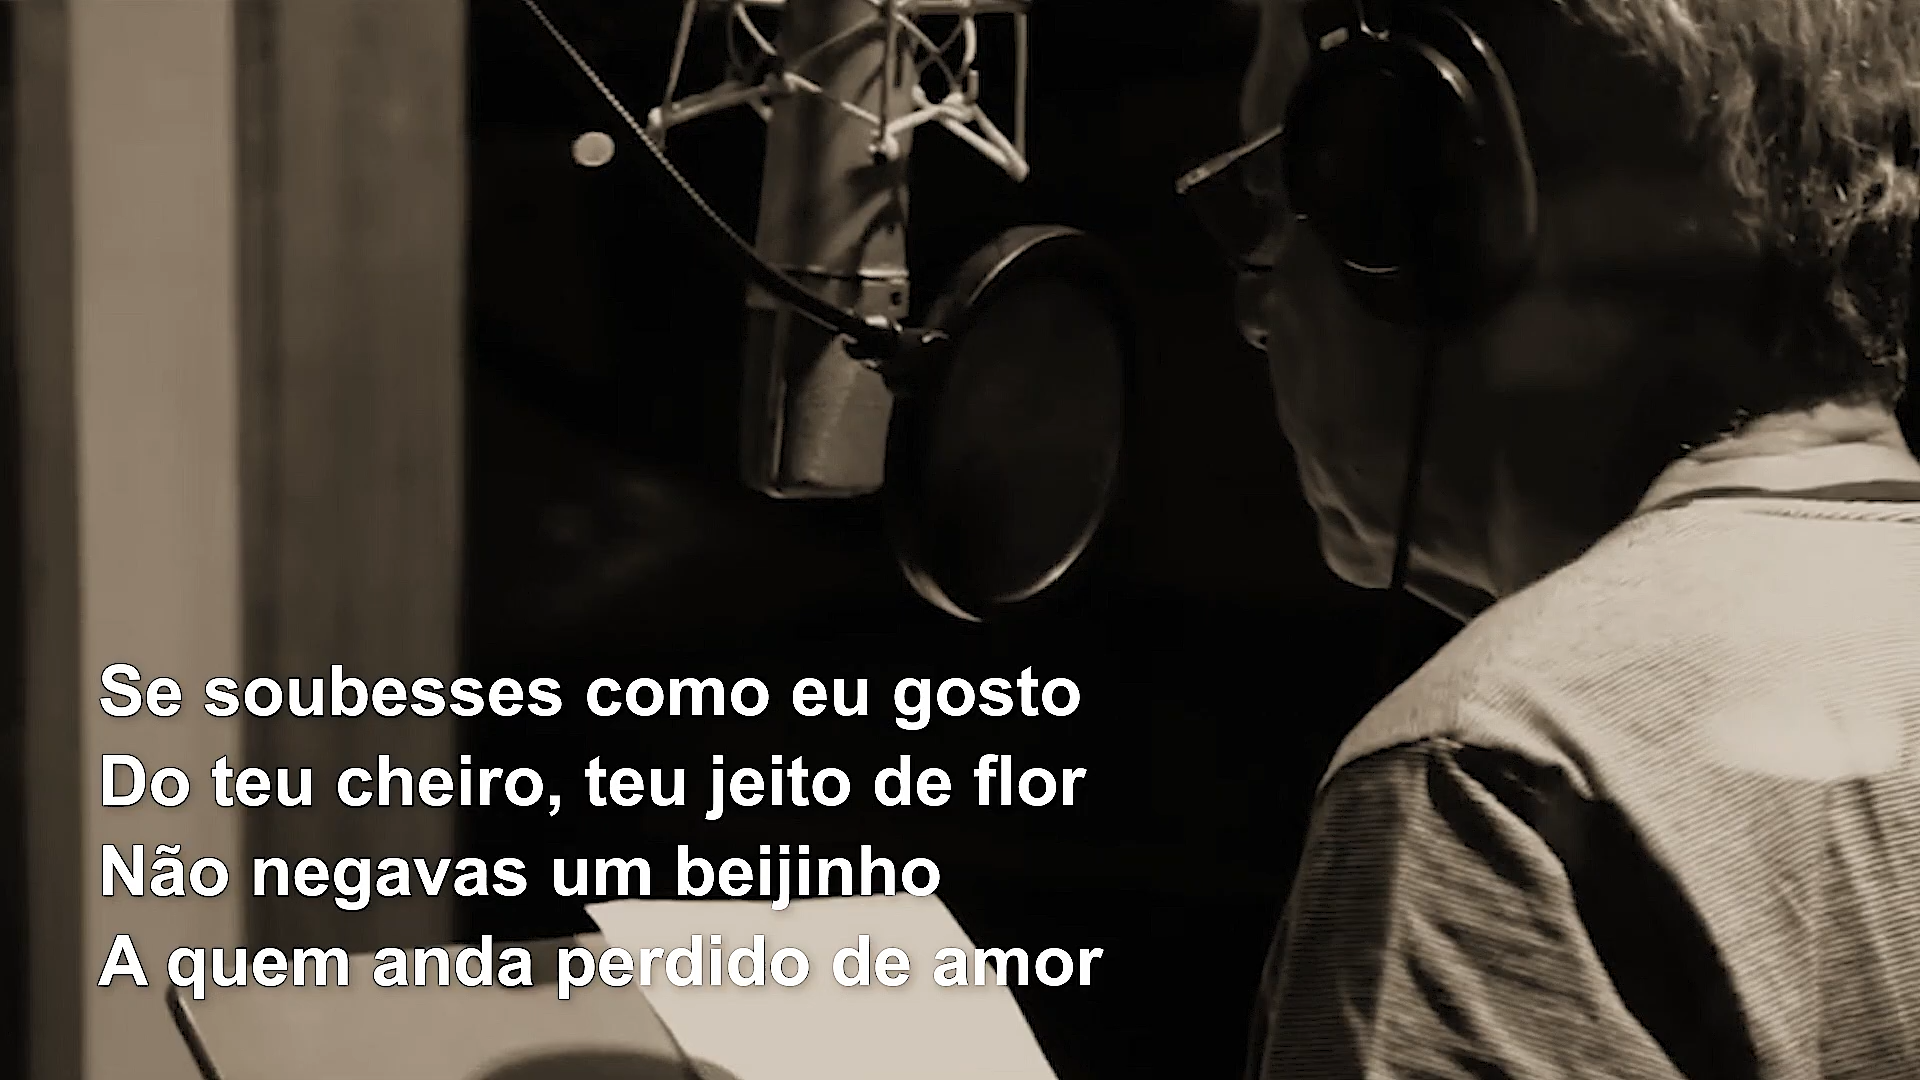 Se soubesses como eu gosto
Do teu cheiro, teu jeito de flor
Não negavas um beijinho
A quem anda perdido de amor